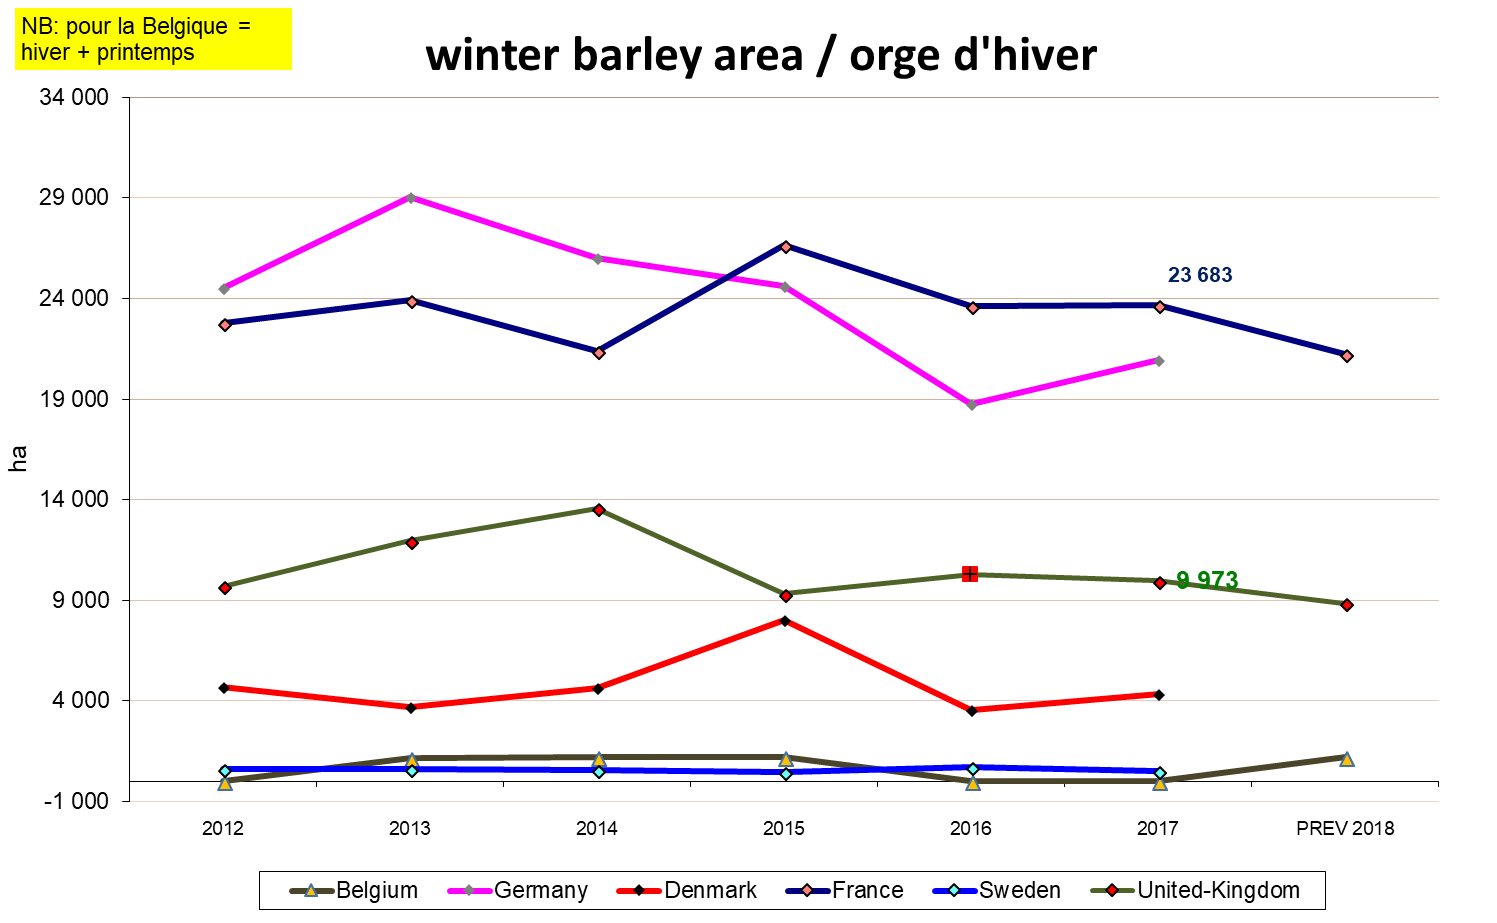 NB: pour la Belgique =
hiver + printemps
winter barley area / orge d'hiver
34 000
29 000
24 000
19 000
14 000
9 000
4 000
-1 000
ha
23 683
9 973
2012
2013
2014
2015
2016
2017
PREV 2018
Belgium
Germany
Denmark
France
Sweden
United-Kingdom